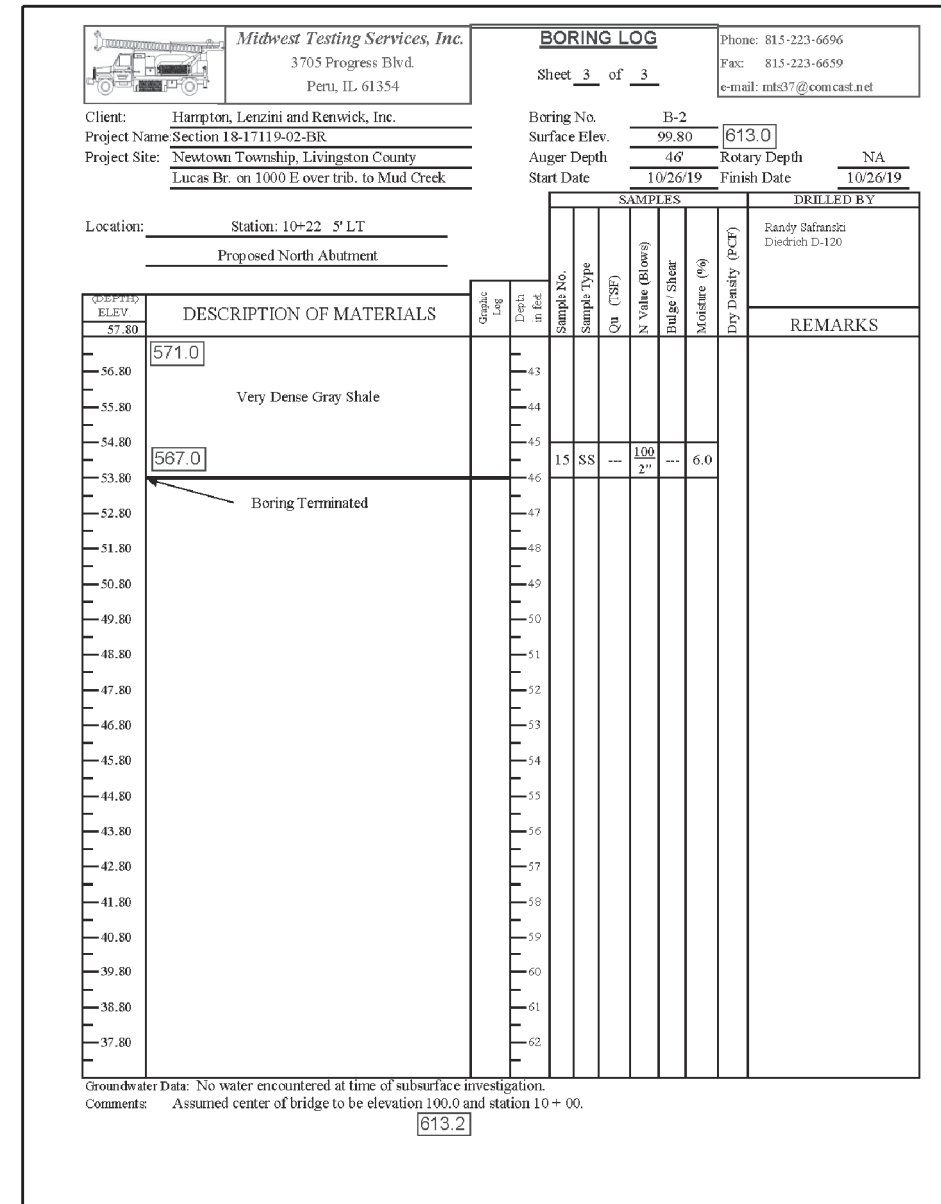 Midwest Testing Services, Inc.
3705 Progress Blvd.
Peru, IL 61354
BORING LOG
Sheet 3 of 3
Phone: 815-223-6696
Fax: 815-223-6659
e-mail: mts37@comcast.net
Client: Hampton, Lenzini and Renwick, Inc.
Project Name: Section 18-17119-02-BR
Project Site: Newtown Township, Livingston County
Lucas Br. on 1000 E over trib. to Mud Creek
Boring No. B-2
Surface Elev. 99.80 613.0
Auger Depth 46' Rotary Depth NA
Start Date 10/26/19 Finish Date 10/26/19
Location: Station: 10+22 5' LT
Proposed North Abutment
SAMPLES
DRILLED BY
Randy Safranski
Diedrich D-120
(DEPTH)
ELEV.
57.80
DESCRIPTION OF MATERIALS
Graphic Log
Depth in feet
Sample No.
Sample Type
Qu (TSF)
N Value (Blows)
Bulge / Shear
Moisture (%)
Dry Density (PCF)
REMARKS
571.0
56.80 43
Very Dense Gray Shale
55.80 44
54.80 45
567.0
15 SS --- 100/2" --- 6.0
53.80 46
Boring Terminated
52.80 47
51.80 48
50.80 49
49.80 50
48.80 51
47.80 52
46.80 53
45.80 54
44.80 55
43.80 56
42.80 57
41.80 58
40.80 59
39.80 60
38.80 61
37.80 62
Groundwater Data: No water encountered at time of subsurface investigation.
Comments: Assumed center of bridge to be elevation 100.0 and station 10 + 00.
613.2